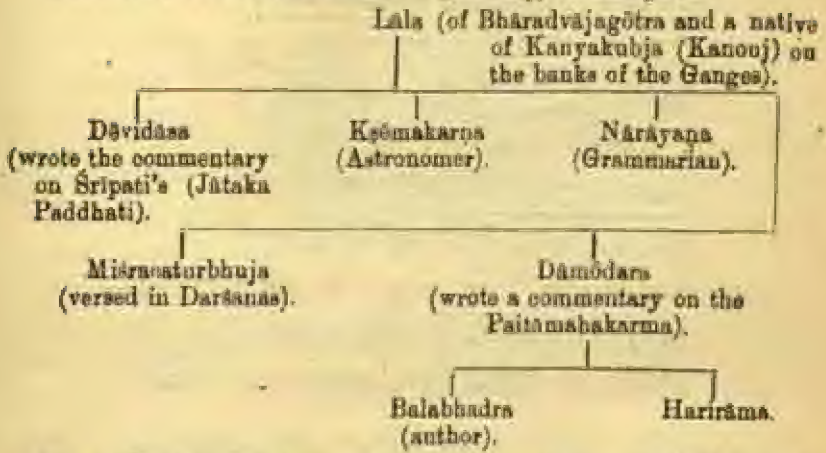 Lāla (of Bhāradvājagōtra and a native
of Kanyakubja (Kanouj) on
the banks of the Ganges).
Dēvidāsa Kṣēmakarṇa Nārāyaṇa
(wrote the commentary (Astronomer). (Grammarian).
on Śrīpati's (Jātaka
Paddhati).
Miśracaturbhuja Dāmōdara
(versed in Darśanas). (wrote a commentary on the
Paitāmahakarma).
Balabhadra Harirāma.
(author).